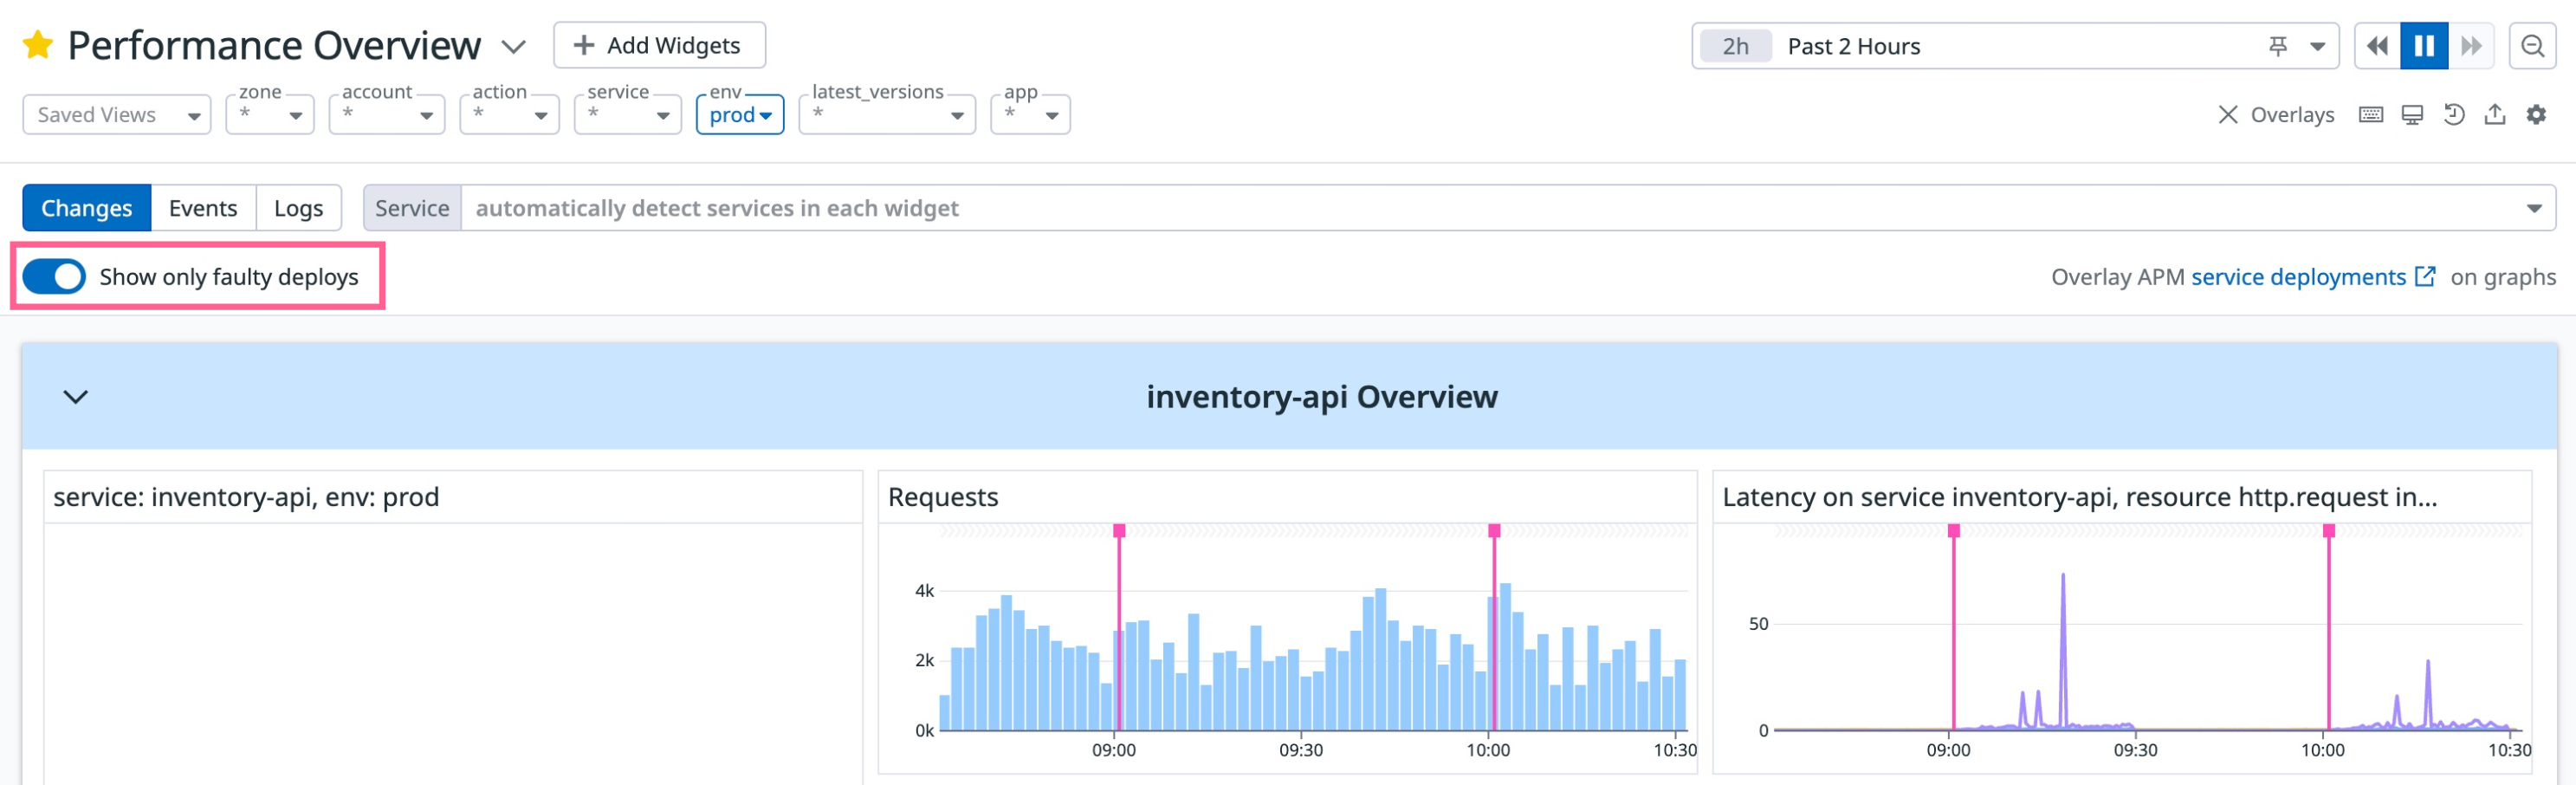 Performance Overview
+ Add Widgets
2h Past 2 Hours
Saved Views
zone
*
account
*
action
*
service
*
env
prod
latest_versions
*
app
*
Overlays
Changes Events Logs
Service automatically detect services in each widget
Show only faulty deploys
Overlay APM service deployments on graphs
inventory-api Overview
service: inventory-api, env: prod
Requests
4k
2k
0k
09:00 09:30 10:00 10:30
Latency on service inventory-api, resource http.request in...
50
0
09:00 09:30 10:00 10:30